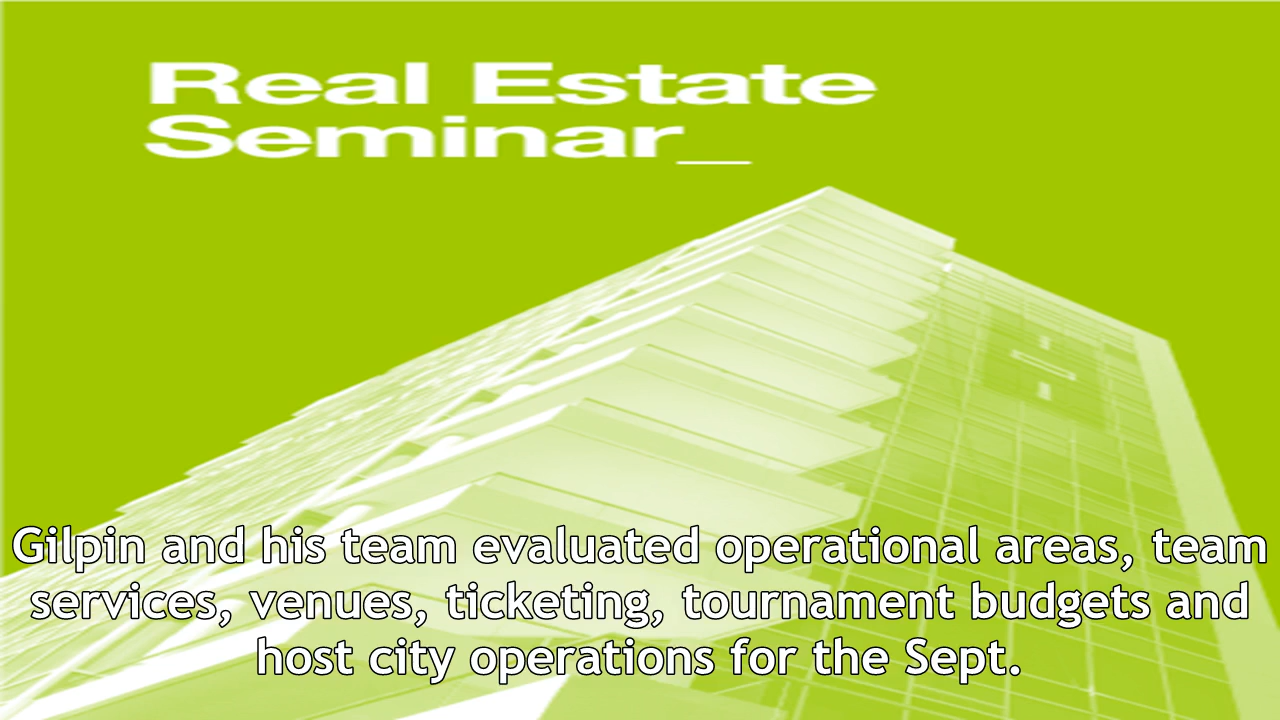 Real Estate
Seminar_
Gilpin and his team evaluated operational areas, team
services, venues, ticketing, tournament budgets and
host city operations for the Sept.